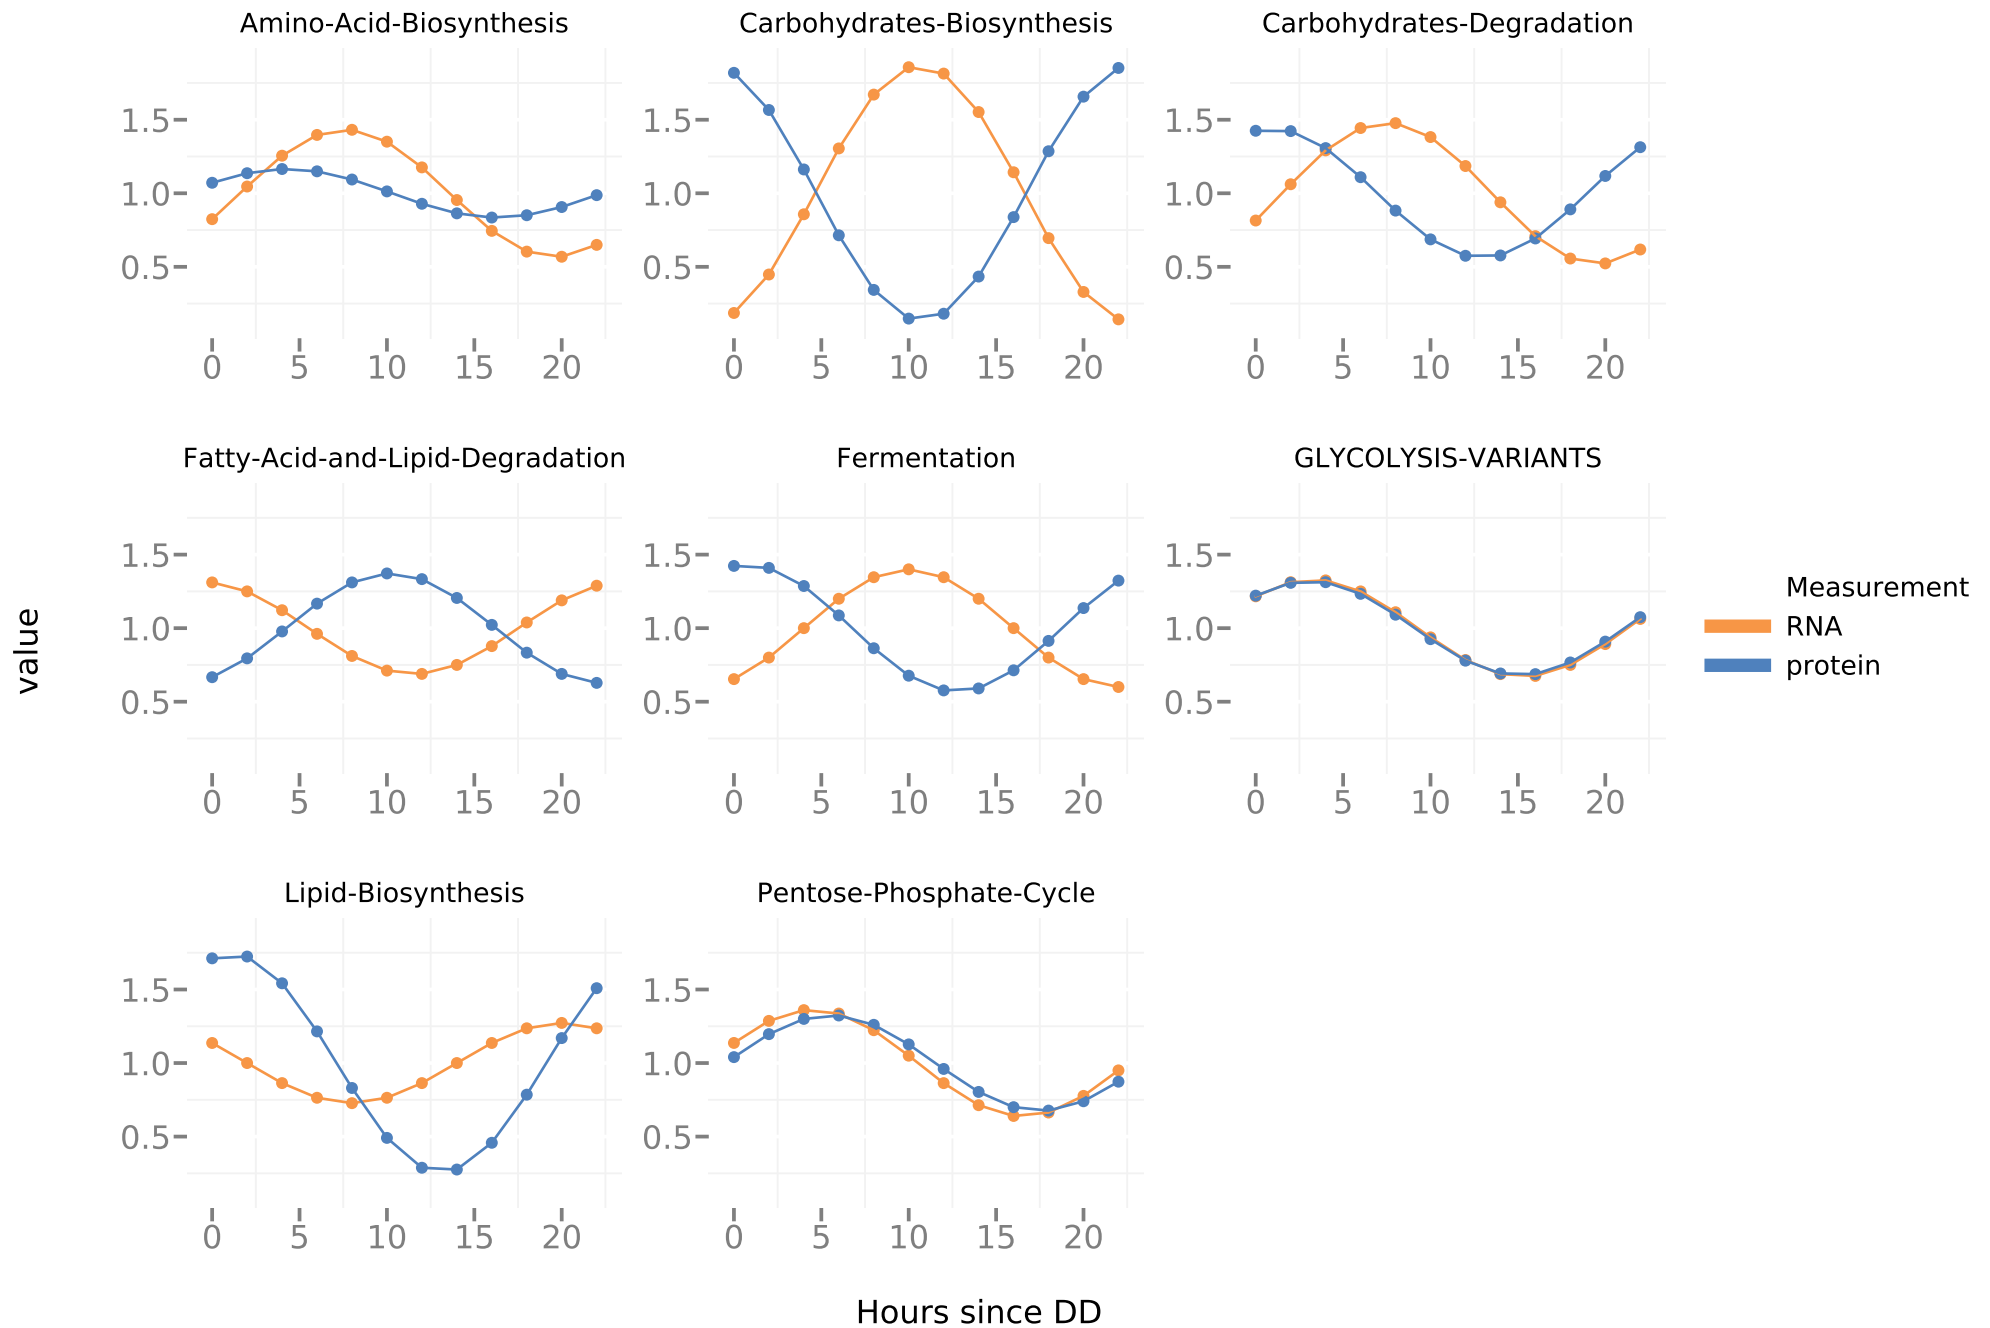 Amino-Acid-Biosynthesis Carbohydrates-Biosynthesis Carbohydrates-Degradation
1.5 1.5 1.5
1.0 1.0 1.0
0.5 0.5 0.5
0 5 10 15 20 0 5 10 15 20 0 5 10 15 20
Fatty-Acid-and-Lipid-Degradation Fermentation GLYCOLYSIS-VARIANTS
1.5 1.5 1.5
1.0 1.0 1.0
0.5 0.5 0.5
0 5 10 15 20 0 5 10 15 20 0 5 10 15 20
value
Measurement
RNA
protein
Lipid-Biosynthesis Pentose-Phosphate-Cycle
1.5 1.5
1.0 1.0
0.5 0.5
0 5 10 15 20 0 5 10 15 20
Hours since DD